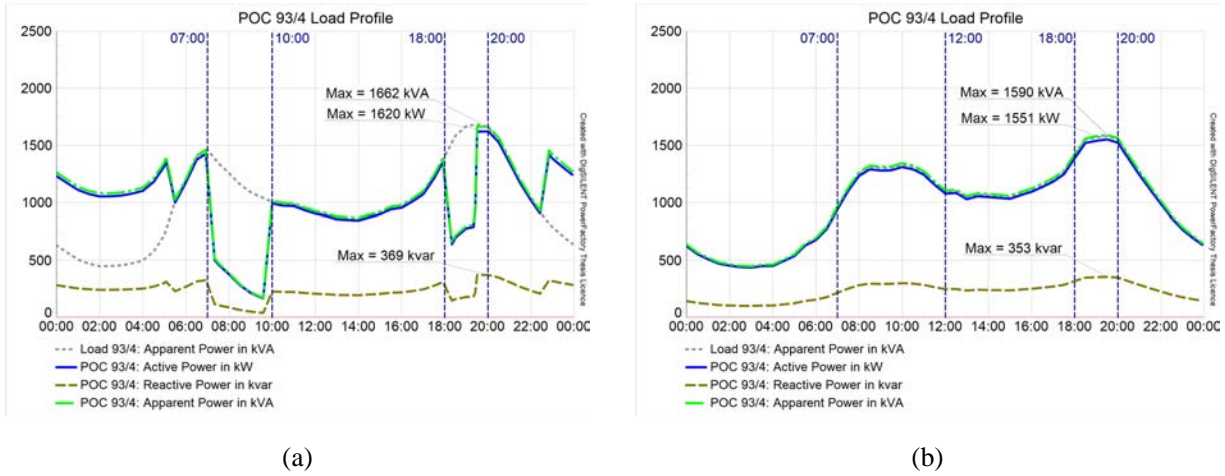 POC 93/4 Load Profile
2500
07:00
10:00
18:00
20:00
2000
Max = 1662 kVA
Max = 1620 kW
1500
1000
500
Max = 369 kvar
0
00:00 02:00 04:00 06:00 08:00 10:00 12:00 14:00 16:00 18:00 20:00 22:00 00:00
Created with DIgSILENT PowerFactory Thesis Licence
Load 93/4: Apparent Power in kVA
POC 93/4: Active Power in kW
POC 93/4: Reactive Power in kvar
POC 93/4: Apparent Power in kVA
(a)
POC 93/4 Load Profile
2500
07:00
12:00
18:00
20:00
2000
Max = 1590 kVA
Max = 1551 kW
1500
1000
500
Max = 353 kvar
0
00:00 02:00 04:00 06:00 08:00 10:00 12:00 14:00 16:00 18:00 20:00 22:00 00:00
Created with DIgSILENT PowerFactory Thesis Licence
Load 93/4: Apparent Power in kVA
POC 93/4: Active Power in kW
POC 93/4: Reactive Power in kvar
POC 93/4: Apparent Power in kVA
(b)